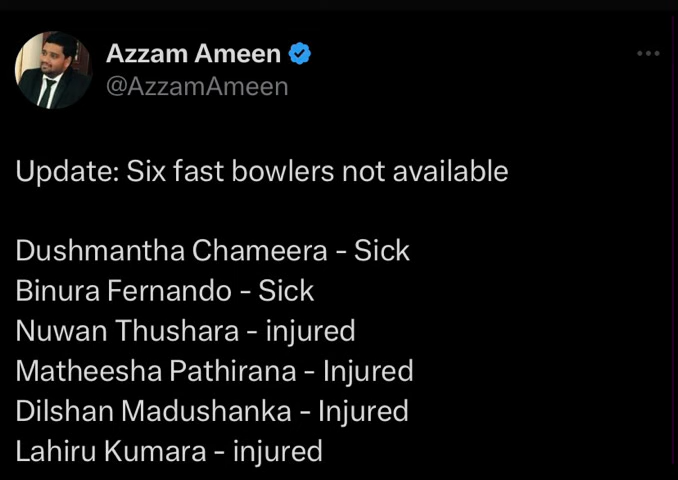 Azzam Ameen
@AzzamAmeen
Update: Six fast bowlers not available
Dushmantha Chameera - Sick
Binura Fernando - Sick
Nuwan Thushara - injured
Matheesha Pathirana - Injured
Dilshan Madushanka - Injured
Lahiru Kumara - injured